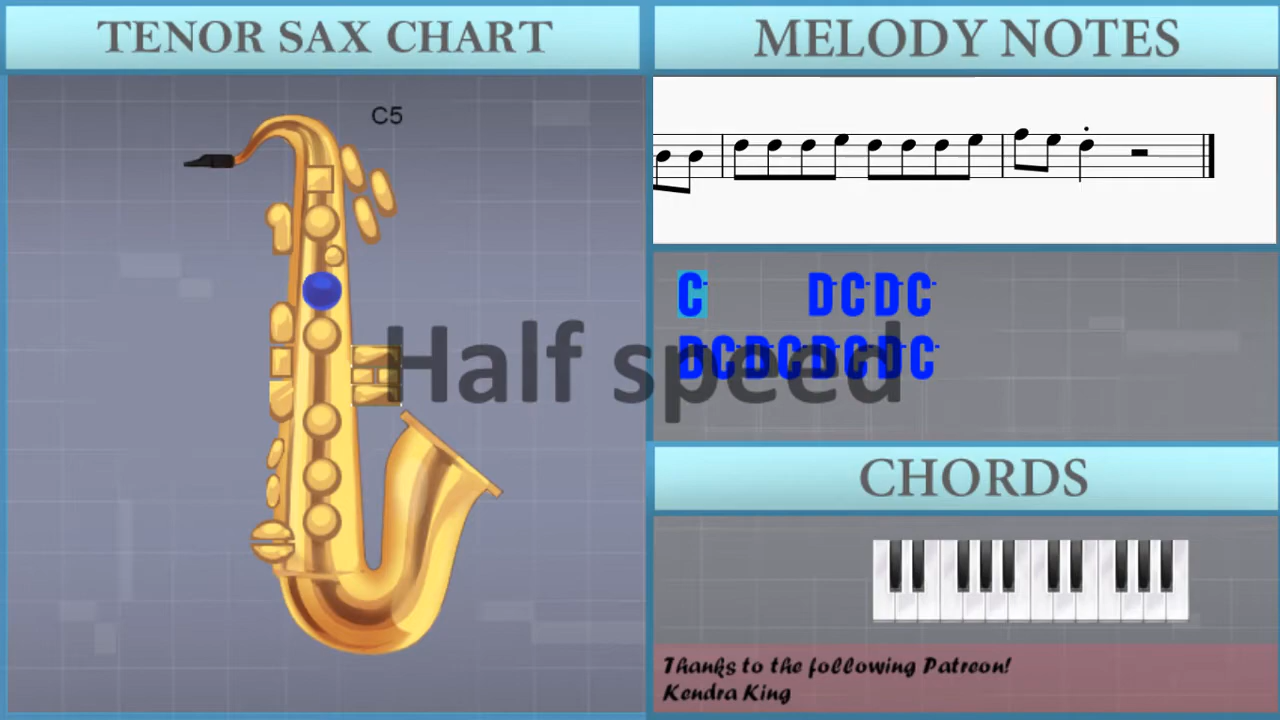 TENOR SAX CHART
MELODY NOTES
C5
C DCDC
DCDCDCDC
Half speed
CHORDS
Thanks to the following Patreon!
Kendra King